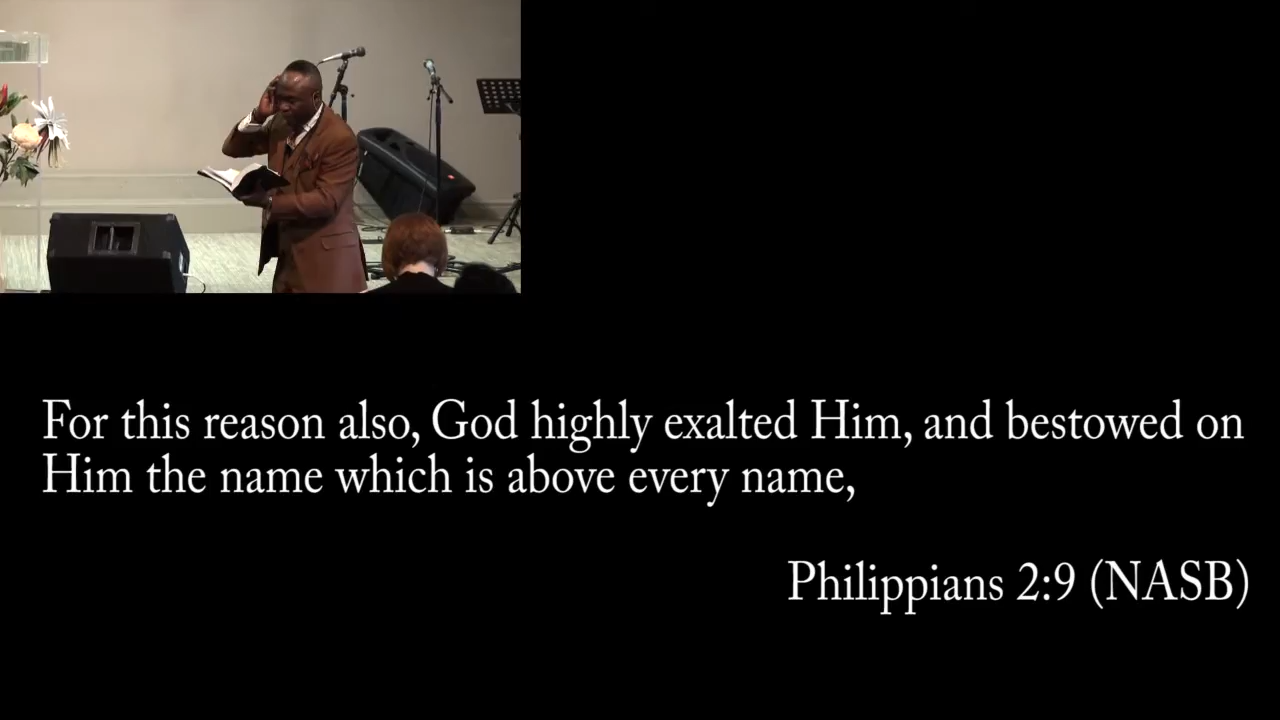 For this reason also, God highly exalted Him, and bestowed on
Him the name which is above every name,
Philippians 2:9 (NASB)